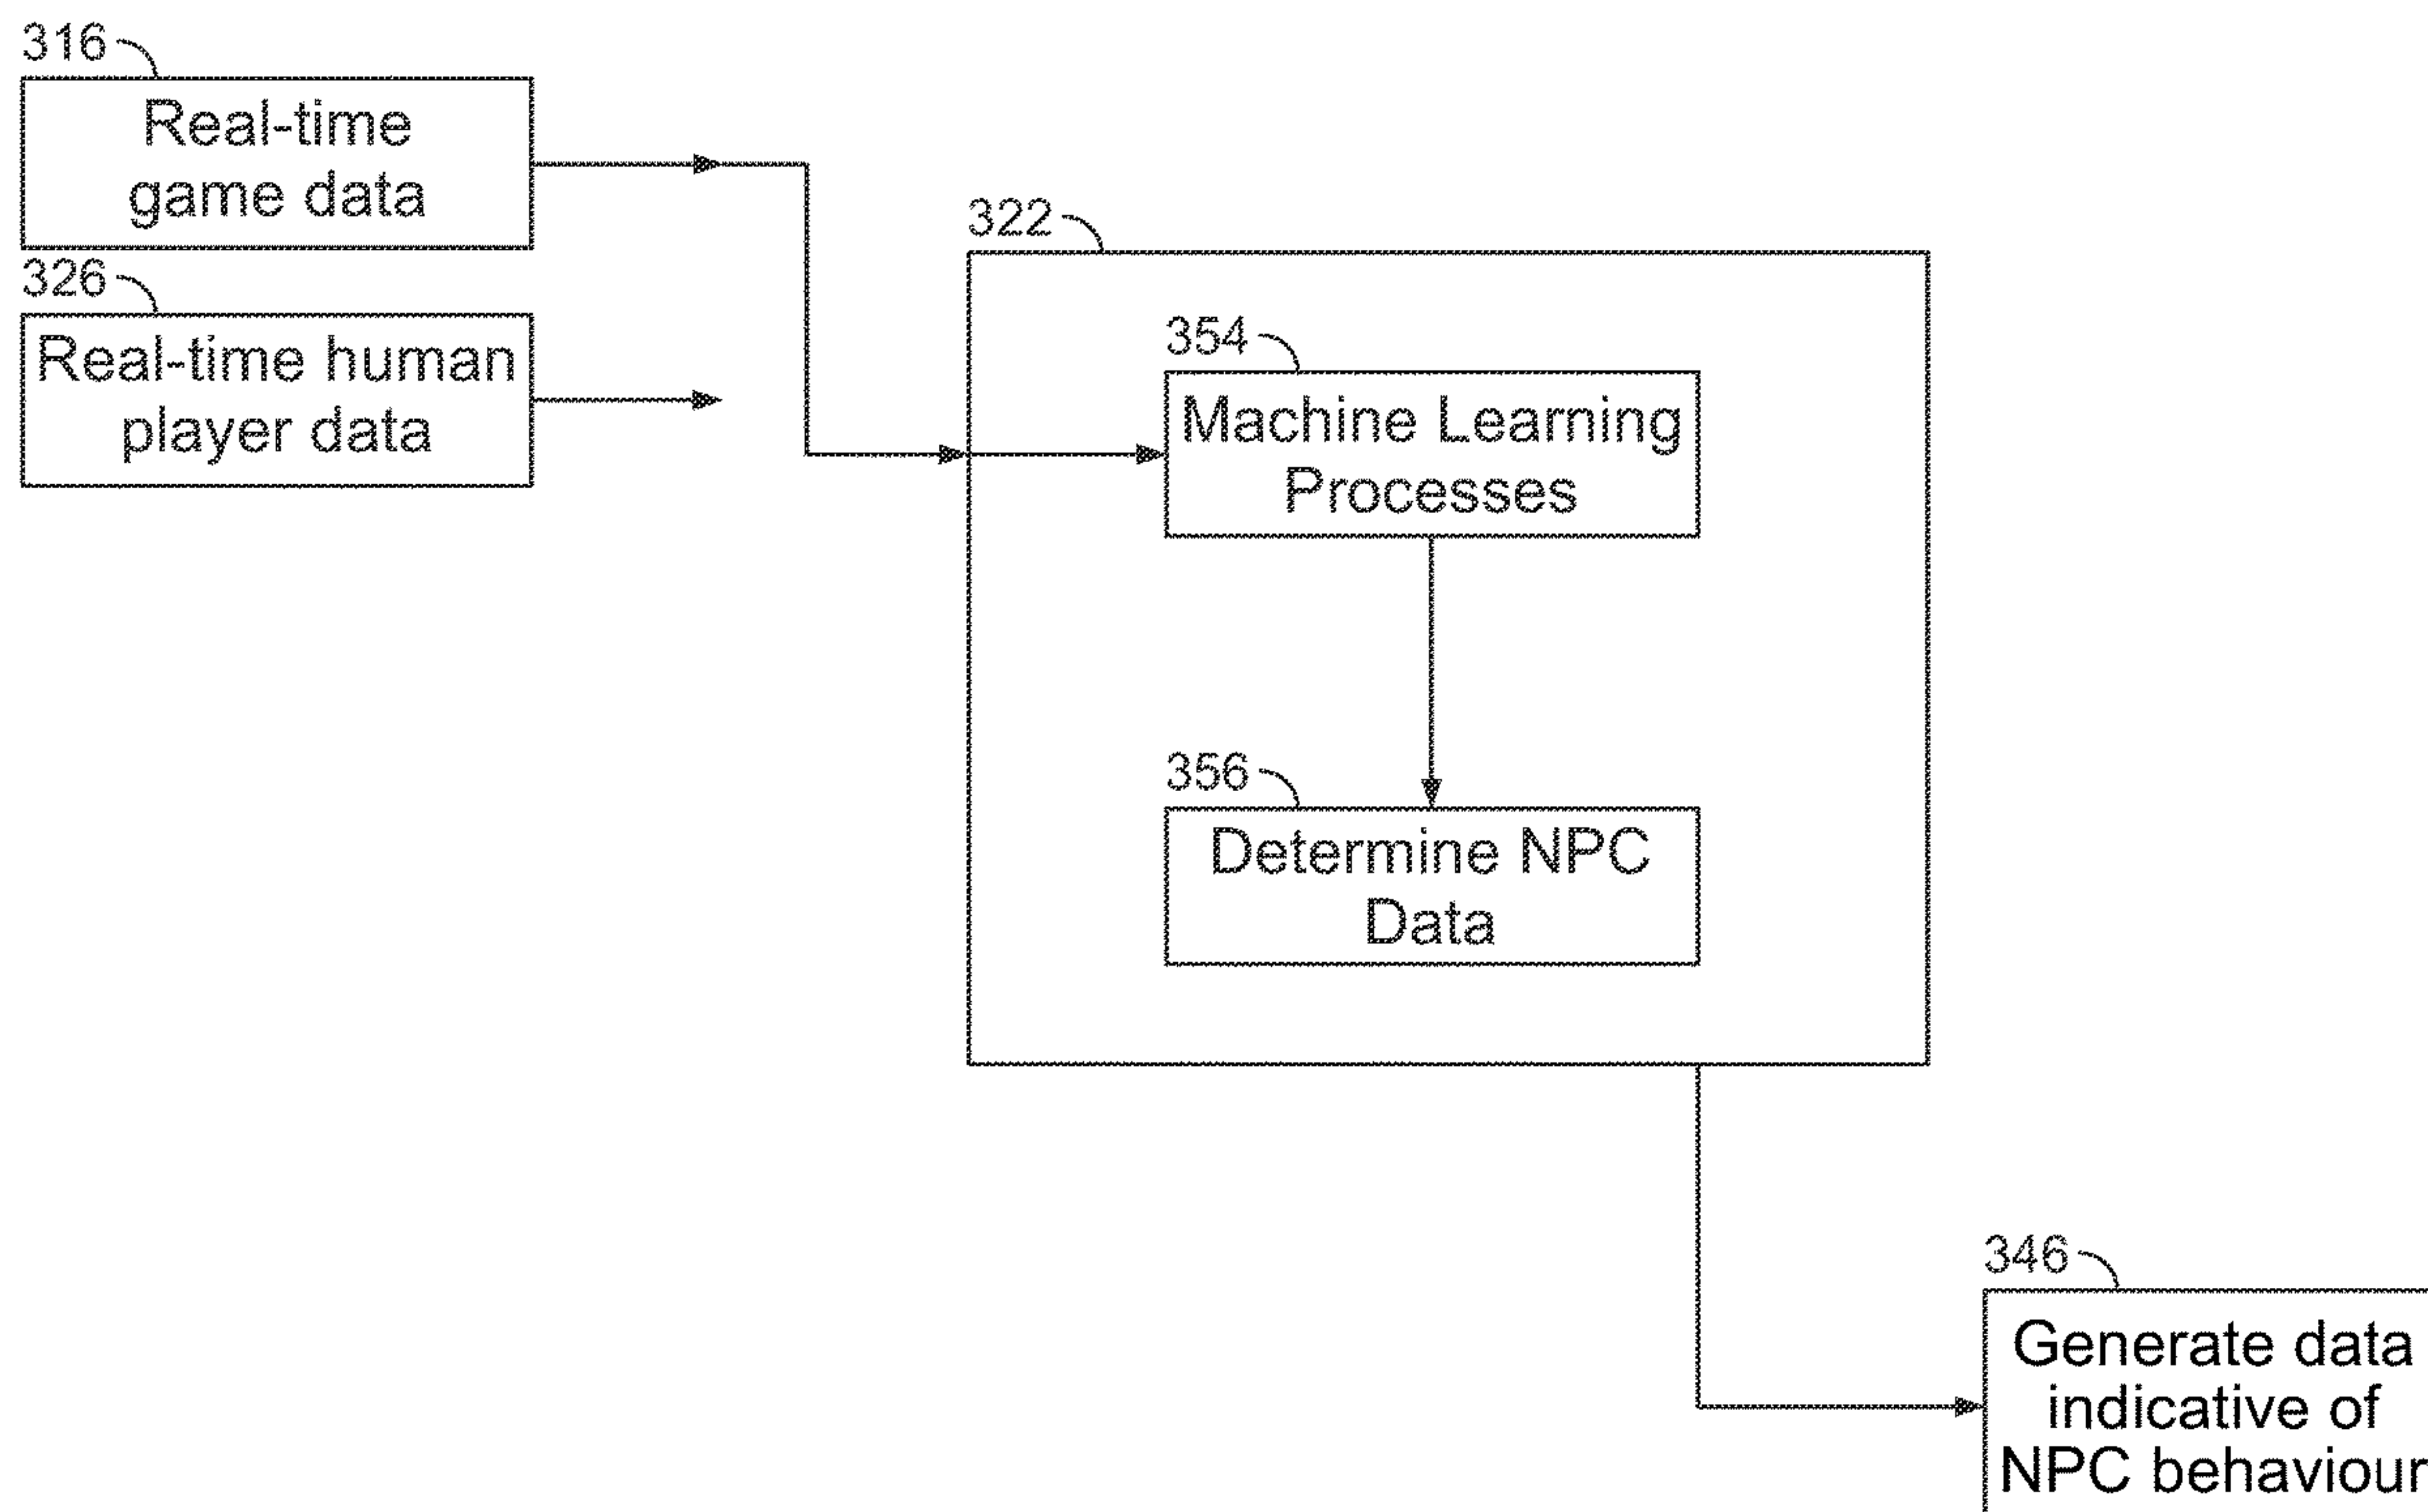 316
Real-time
game data
326
Real-time human
player data
322
354
Machine Learning
Processes
356
Determine NPC
Data
346
Generate data
indicative of
NPC behaviour